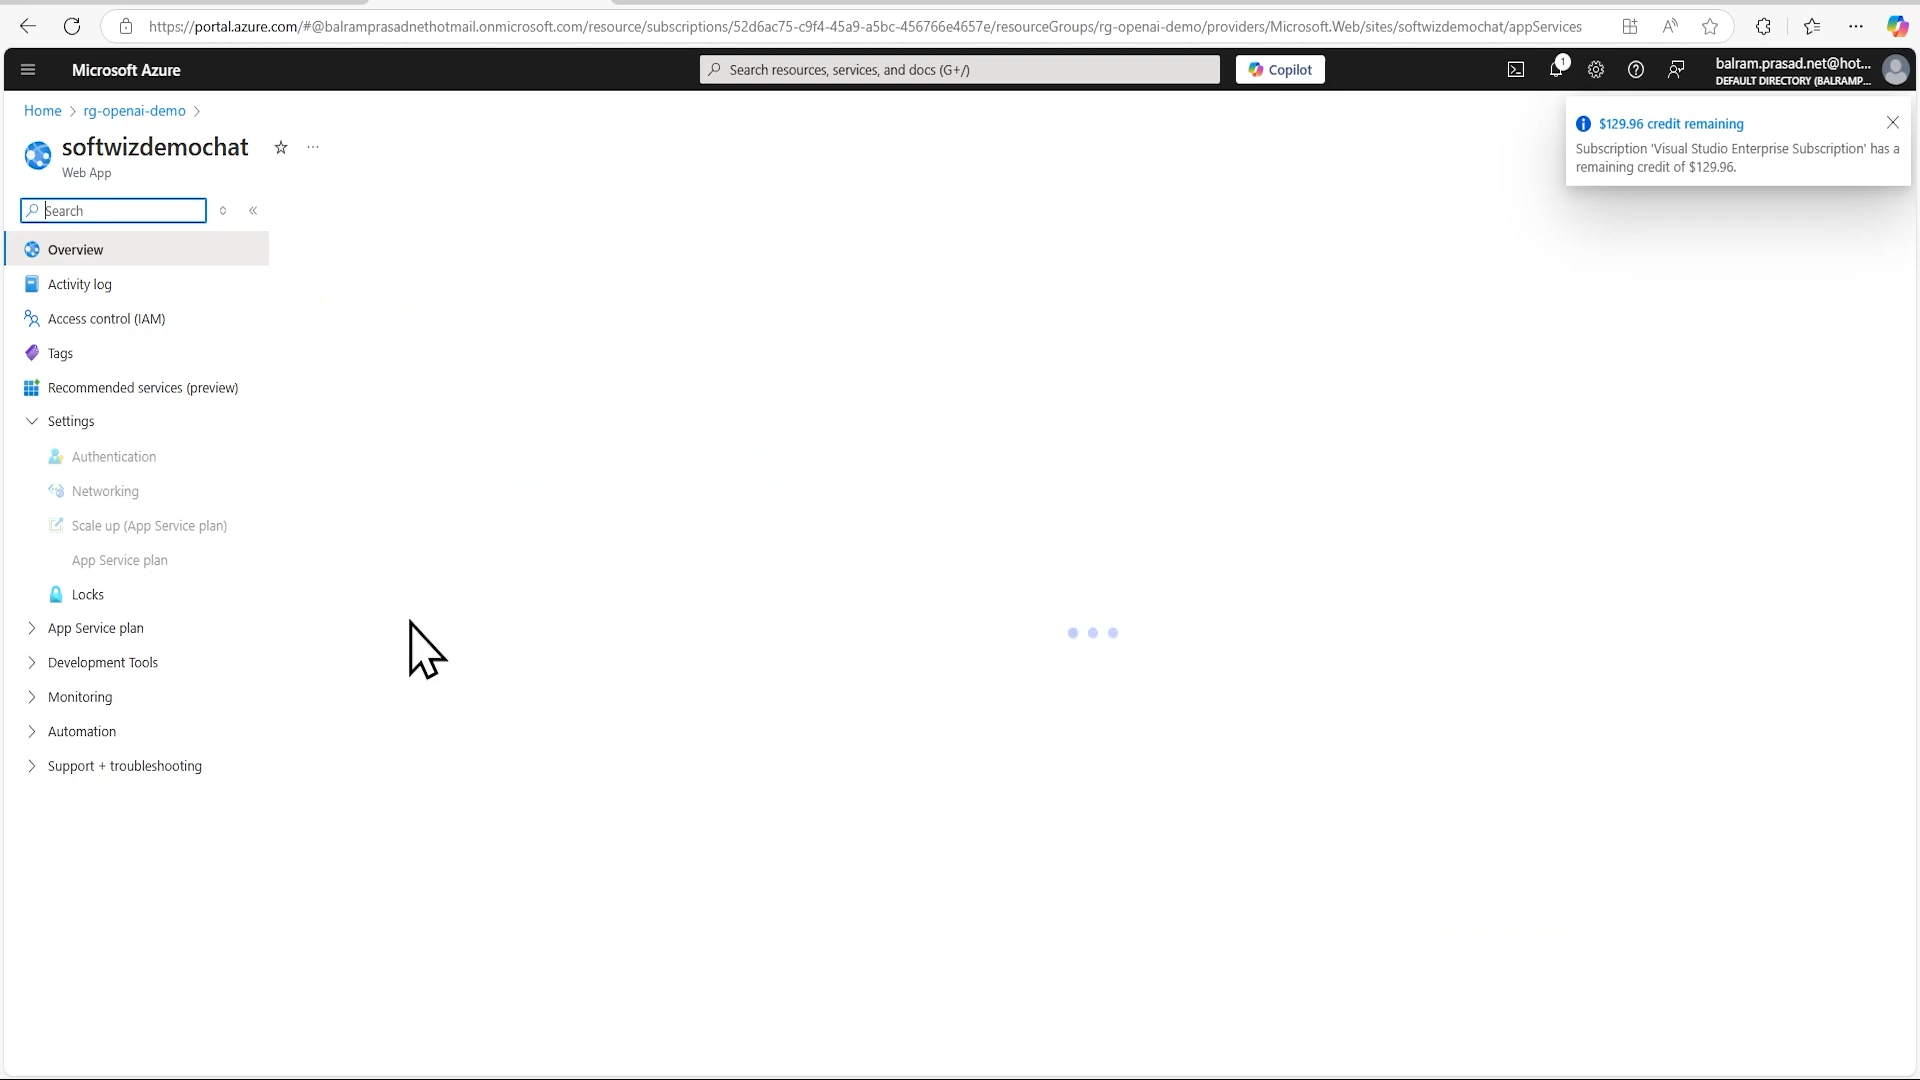 https://portal.azure.com/#@balramprasadnethotmail.onmicrosoft.com/resource/subscriptions/52d6ac75-c9f4-45a9-a5bc-456766e4657e/resourceGroups/rg-openai-demo/providers/Microsoft.Web/sites/softwizdemochat/appServices
Microsoft Azure
Search resources, services, and docs (G+/)
Copilot
1
balram.prasad.net@hot...
DEFAULT DIRECTORY (BALRAMP...
Home > rg-openai-demo >
softwizdemochat
Web App
$129.96 credit remaining
Subscription 'Visual Studio Enterprise Subscription' has a
remaining credit of $129.96.
Search
Overview
Activity log
Access control (IAM)
Tags
Recommended services (preview)
Settings
Authentication
Networking
Scale up (App Service plan)
App Service plan
Locks
App Service plan
Development Tools
Monitoring
Automation
Support + troubleshooting